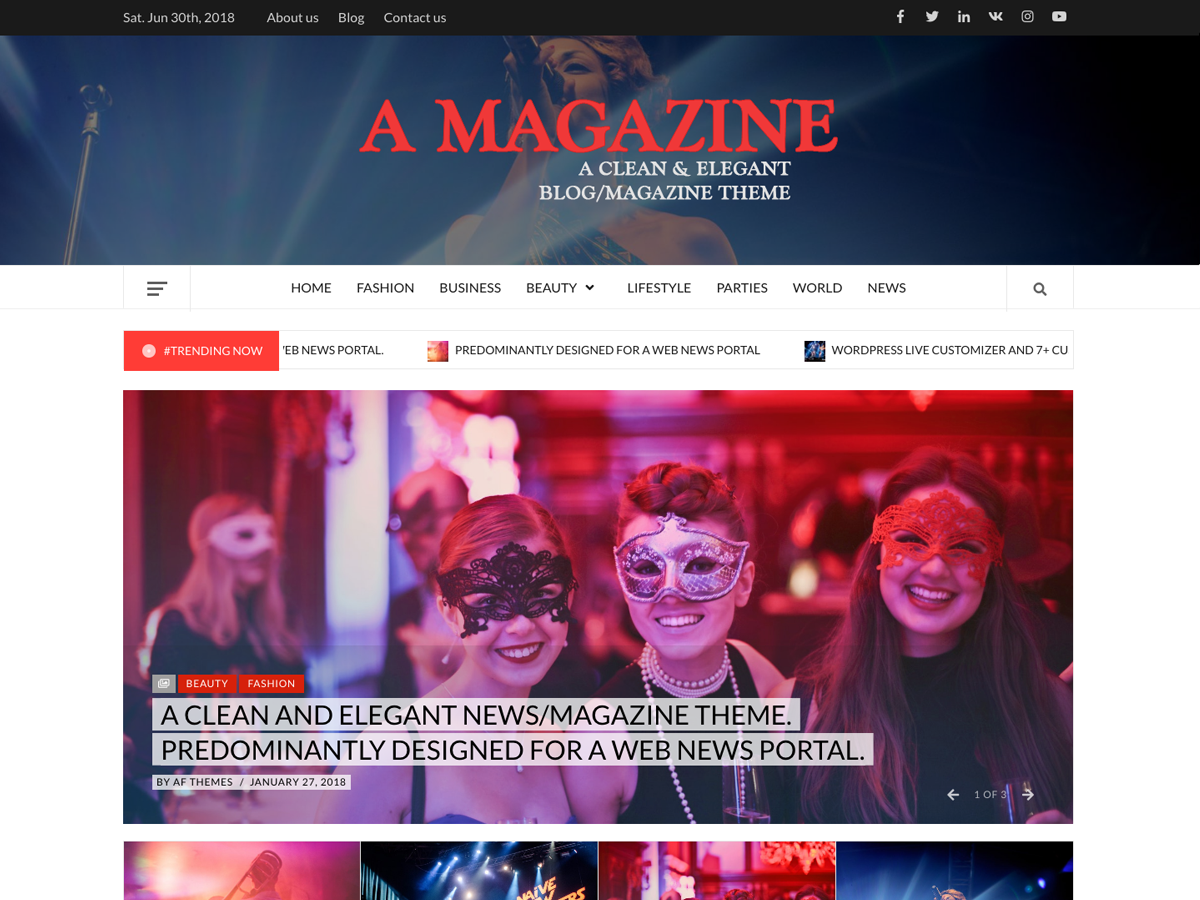 Sat. Jun 30th, 2018 About us Blog Contact us
A MAGAZINE
A CLEAN & ELEGANT
BLOG/MAGAZINE THEME
HOME FASHION BUSINESS BEAUTY LIFESTYLE PARTIES WORLD NEWS
#TRENDING NOW EB NEWS PORTAL. PREDOMINANTLY DESIGNED FOR A WEB NEWS PORTAL WORDPRESS LIVE CUSTOMIZER AND 7+ CU
BEAUTY FASHION
A CLEAN AND ELEGANT NEWS/MAGAZINE THEME.
PREDOMINANTLY DESIGNED FOR A WEB NEWS PORTAL.
BY AF THEMES / JANUARY 27, 2018
1 OF 3
NAIVE